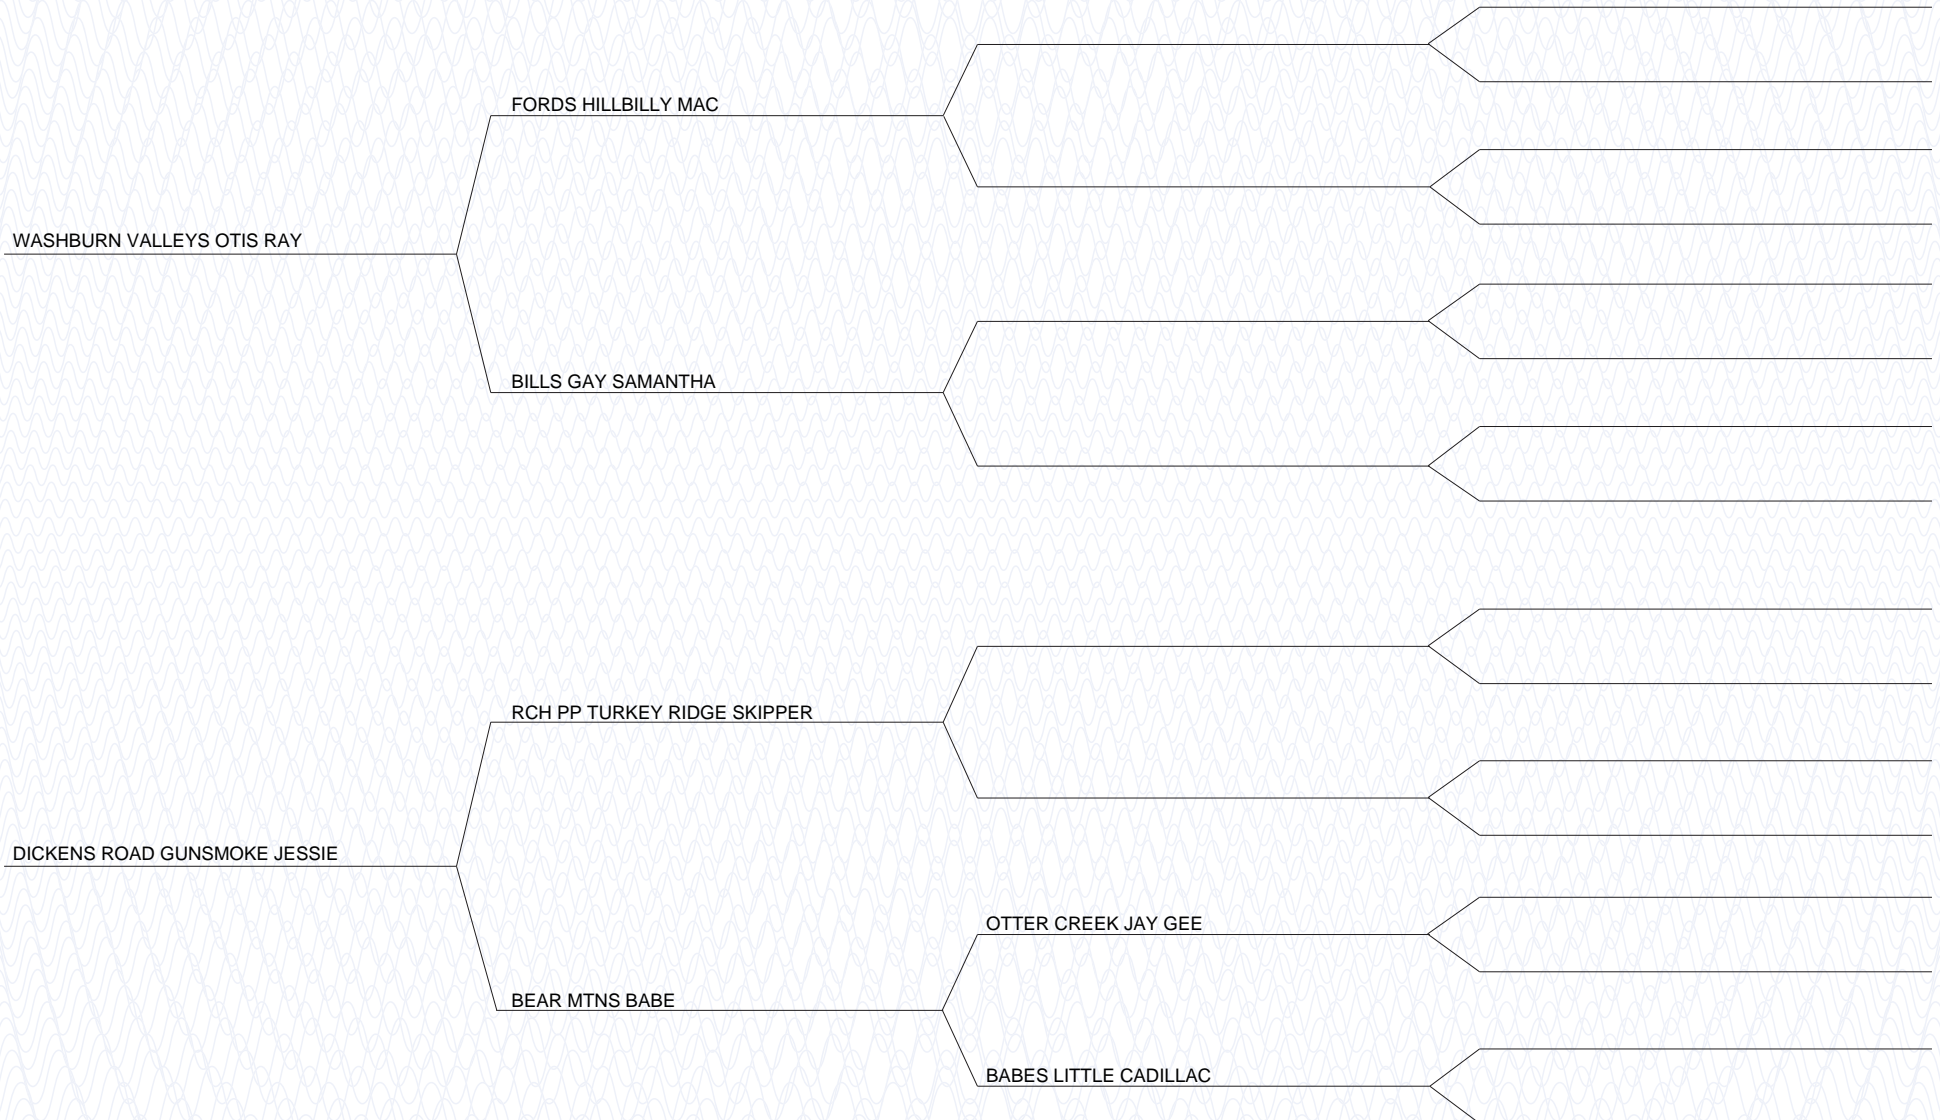 FORDS HILLBILLY MAC
WASHBURN VALLEYS OTIS RAY
BILLS GAY SAMANTHA
RCH PP TURKEY RIDGE SKIPPER
DICKENS ROAD GUNSMOKE JESSIE
OTTER CREEK JAY GEE
BEAR MTNS BABE
BABES LITTLE CADILLAC